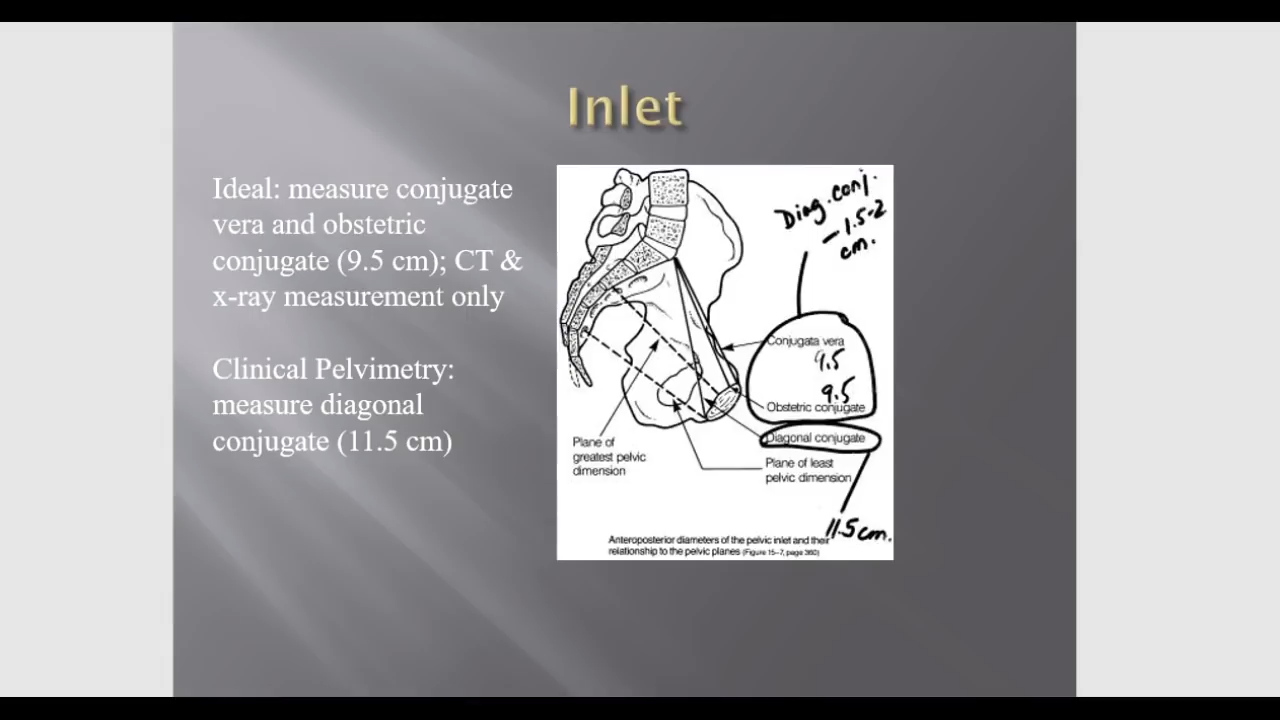 Inlet
Ideal: measure conjugate
vera and obstetric
conjugate (9.5 cm); CT &
x-ray measurement only
Clinical Pelvimetry:
measure diagonal
conjugate (11.5 cm)
Diag. conj.
– 1.5-2
cm.
Conjugata vera
9.5
9.5
Obstetric conjugate
Diagonal conjugate
Plane of
greatest pelvic
dimension
Plane of least
pelvic dimension
11.5 cm.
Anteroposterior diameters of the pelvic inlet and their
relationship to the pelvic planes (Figure 15–7, page 360)